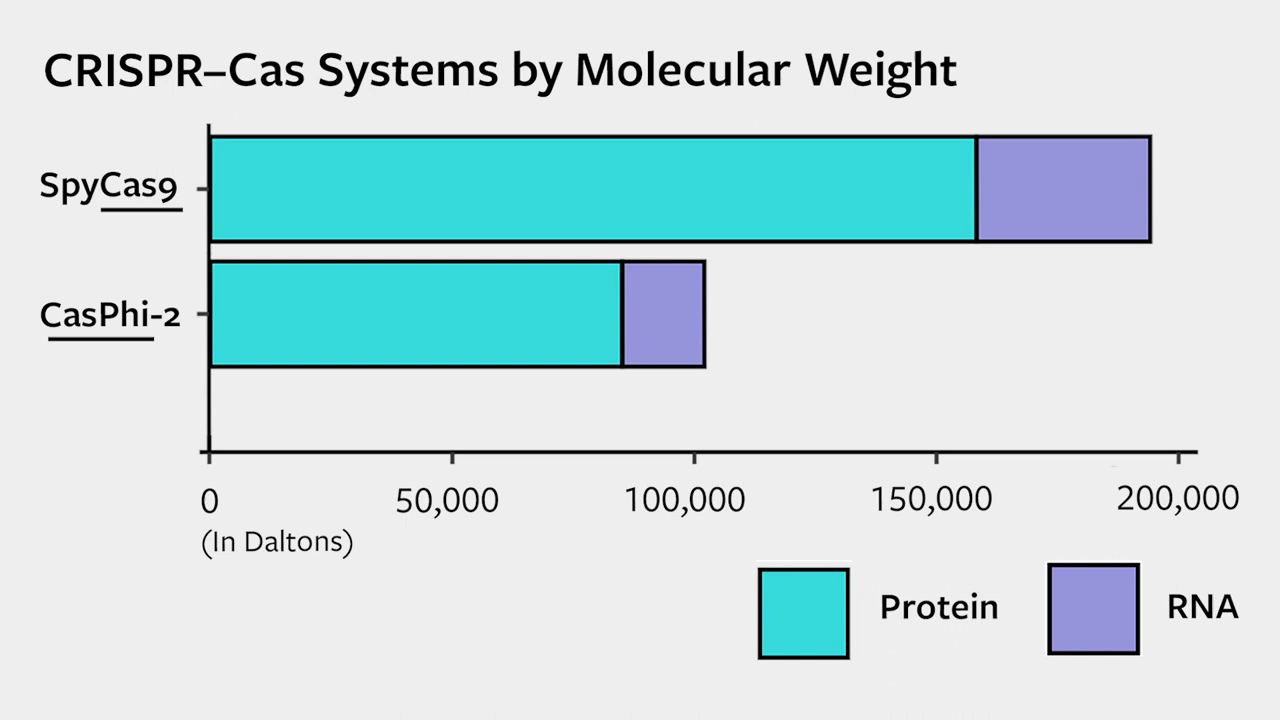 CRISPR–Cas Systems by Molecular Weight
SpyCas9
CasPhi-2
0 50,000 100,000 150,000 200,000
(In Daltons)
Protein RNA